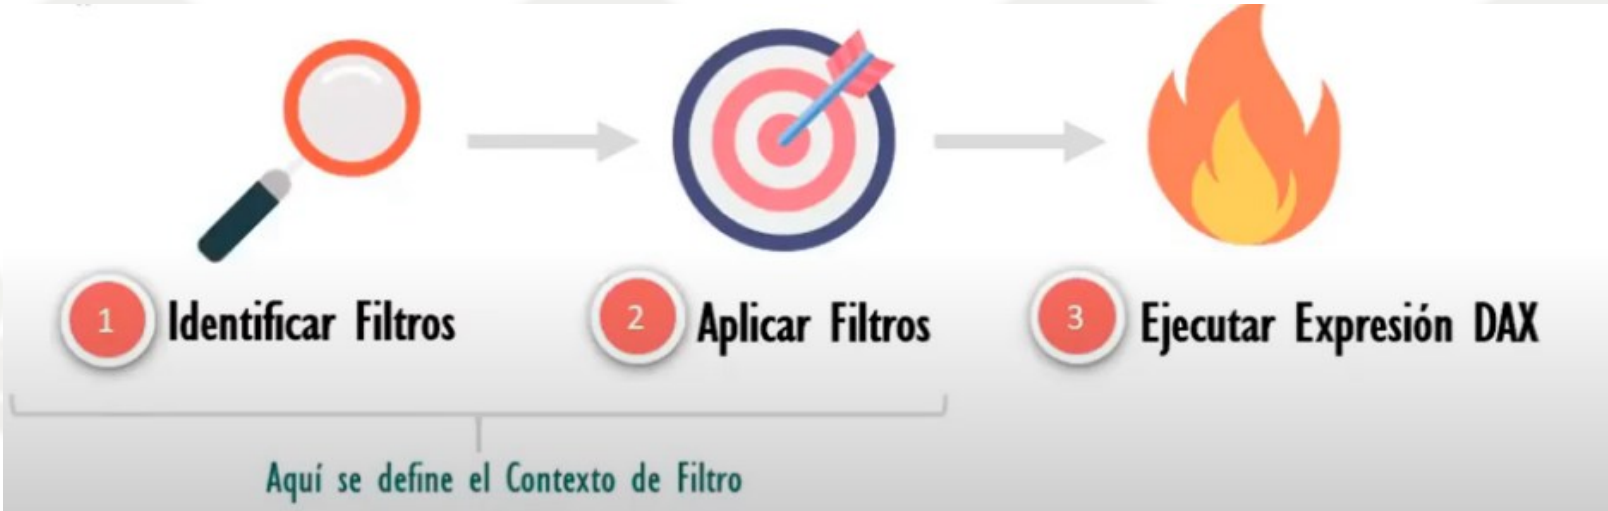 1 Identificar Filtros
2 Aplicar Filtros
3 Ejecutar Expresión DAX
Aquí se define el Contexto de Filtro